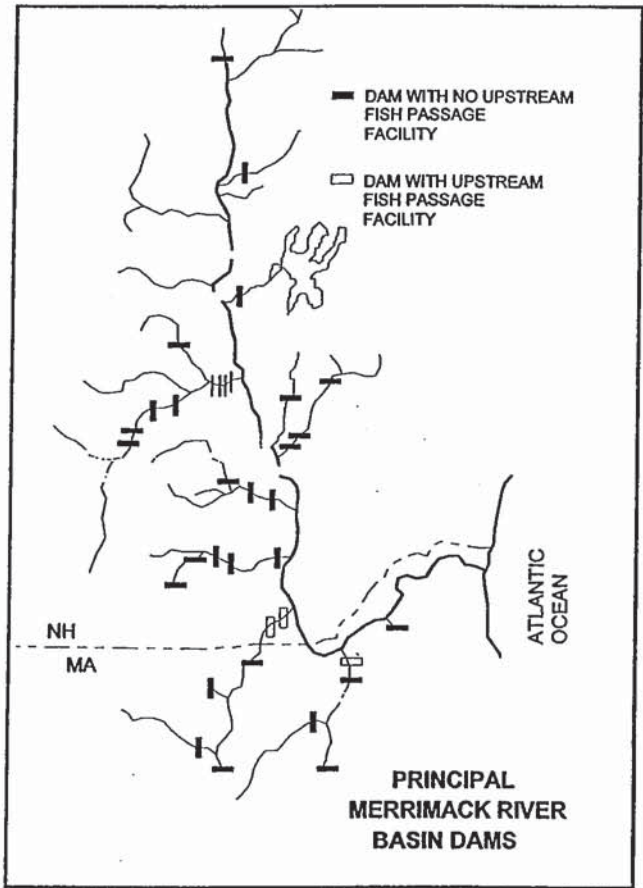 DAM WITH NO UPSTREAM
FISH PASSAGE
FACILITY
DAM WITH UPSTREAM
FISH PASSAGE
FACILITY
NH
MA
ATLANTIC
OCEAN
PRINCIPAL
MERRIMACK RIVER
BASIN DAMS